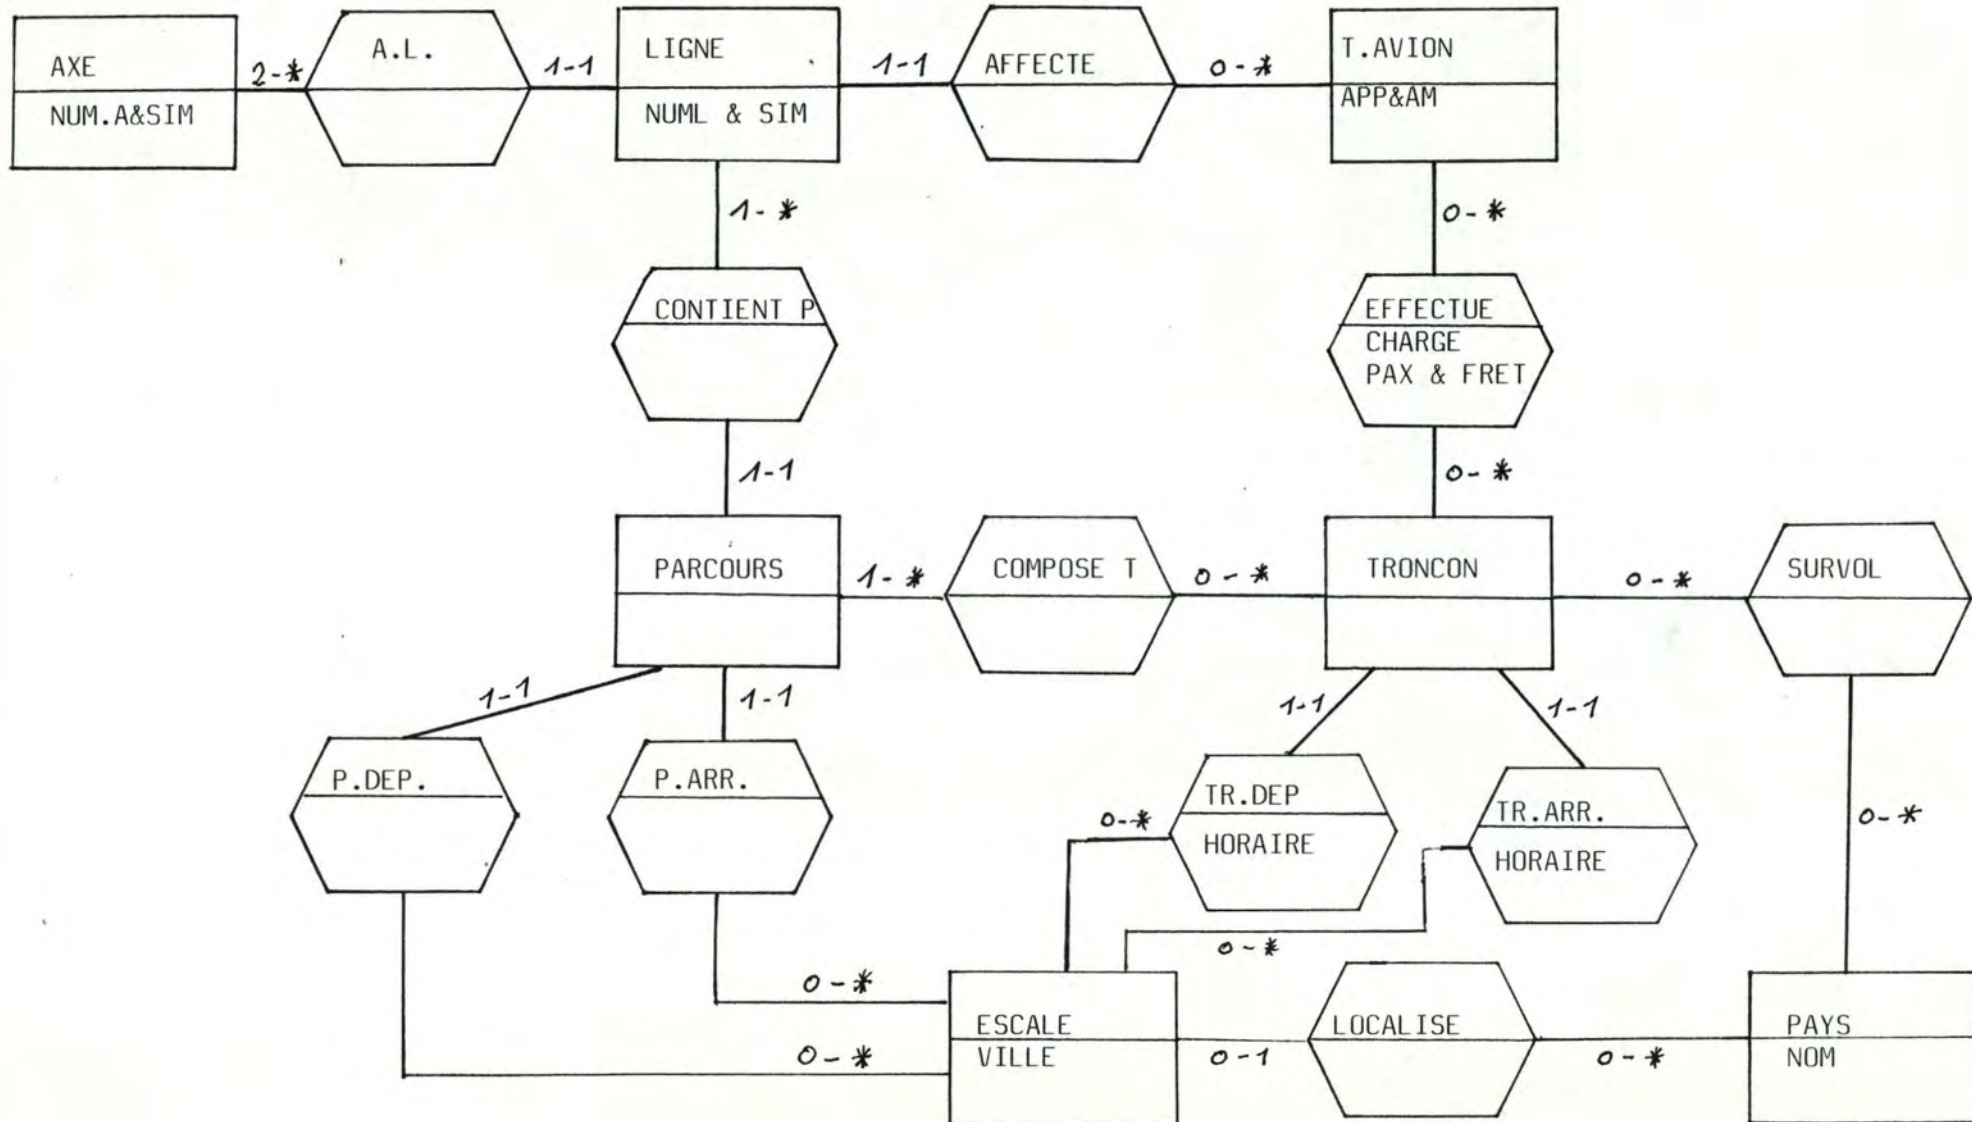 AXE
NUM.A&SIM
2-*
A.L.
1-1
LIGNE
NUML & SIM
1-1
AFFECTE
0-*
T.AVION
APP&AM
1-*
0-*
CONTIENT P
EFFECTUE
CHARGE
PAX & FRET
1-1
0-*
PARCOURS
1-*
COMPOSE T
0-*
TRONCON
0-*
SURVOL
1-1
1-1
1-1
1-1
P.DEP.
P.ARR.
TR.DEP
HORAIRE
TR.ARR.
HORAIRE
0-*
0-*
0-*
0-*
0-*
ESCALE
VILLE
0-1
LOCALISE
0-*
PAYS
NOM